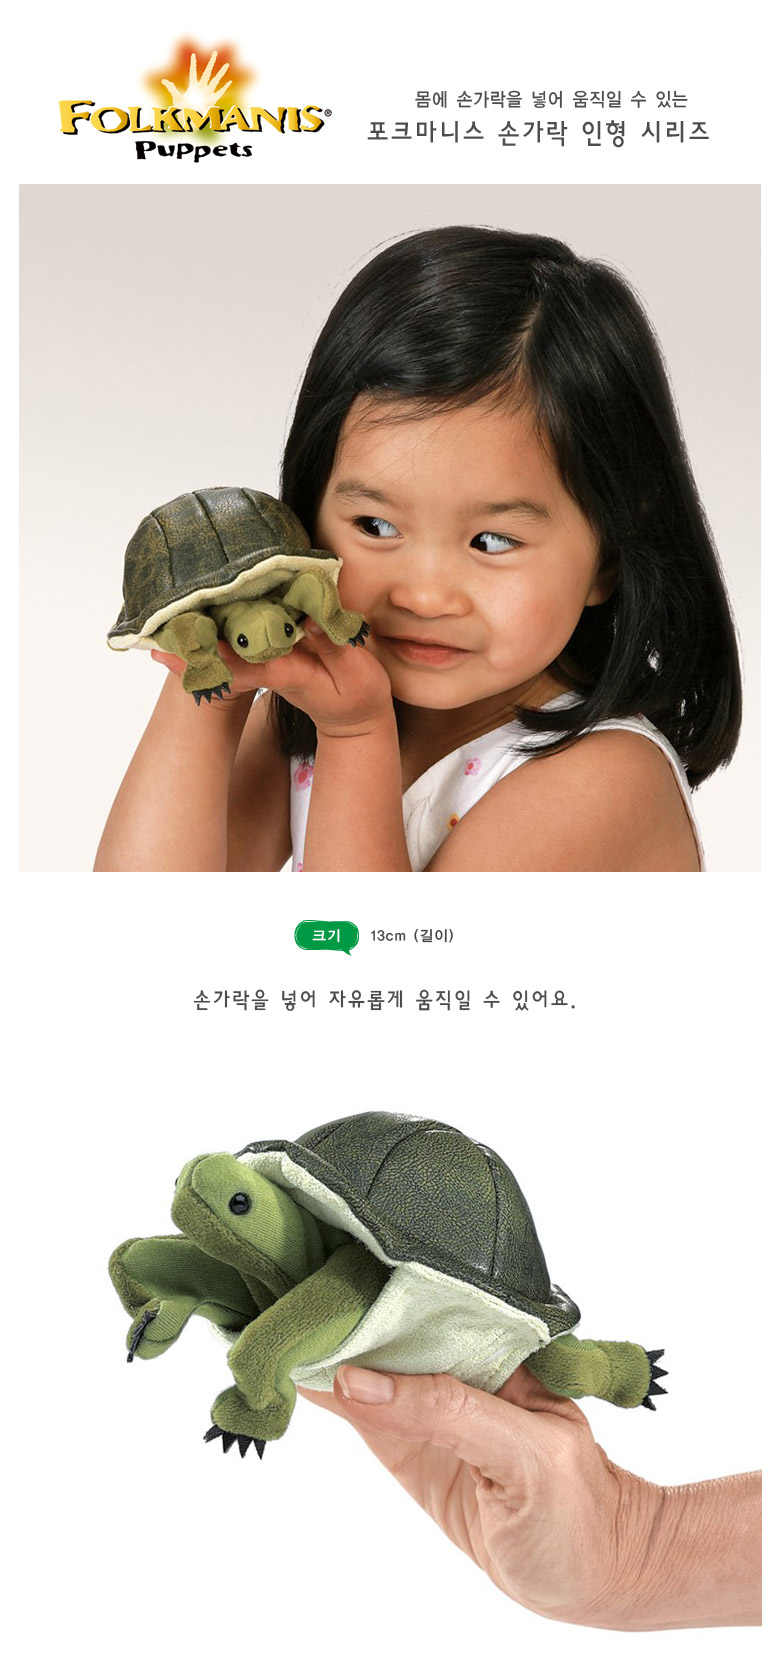 FOLKMANIS®
Puppets
몸에 손가락을 넣어 움직일 수 있는
포크마니스 손가락 인형 시리즈
크기 13cm (길이)
손가락을 넣어 자유롭게 움직일 수 있어요.